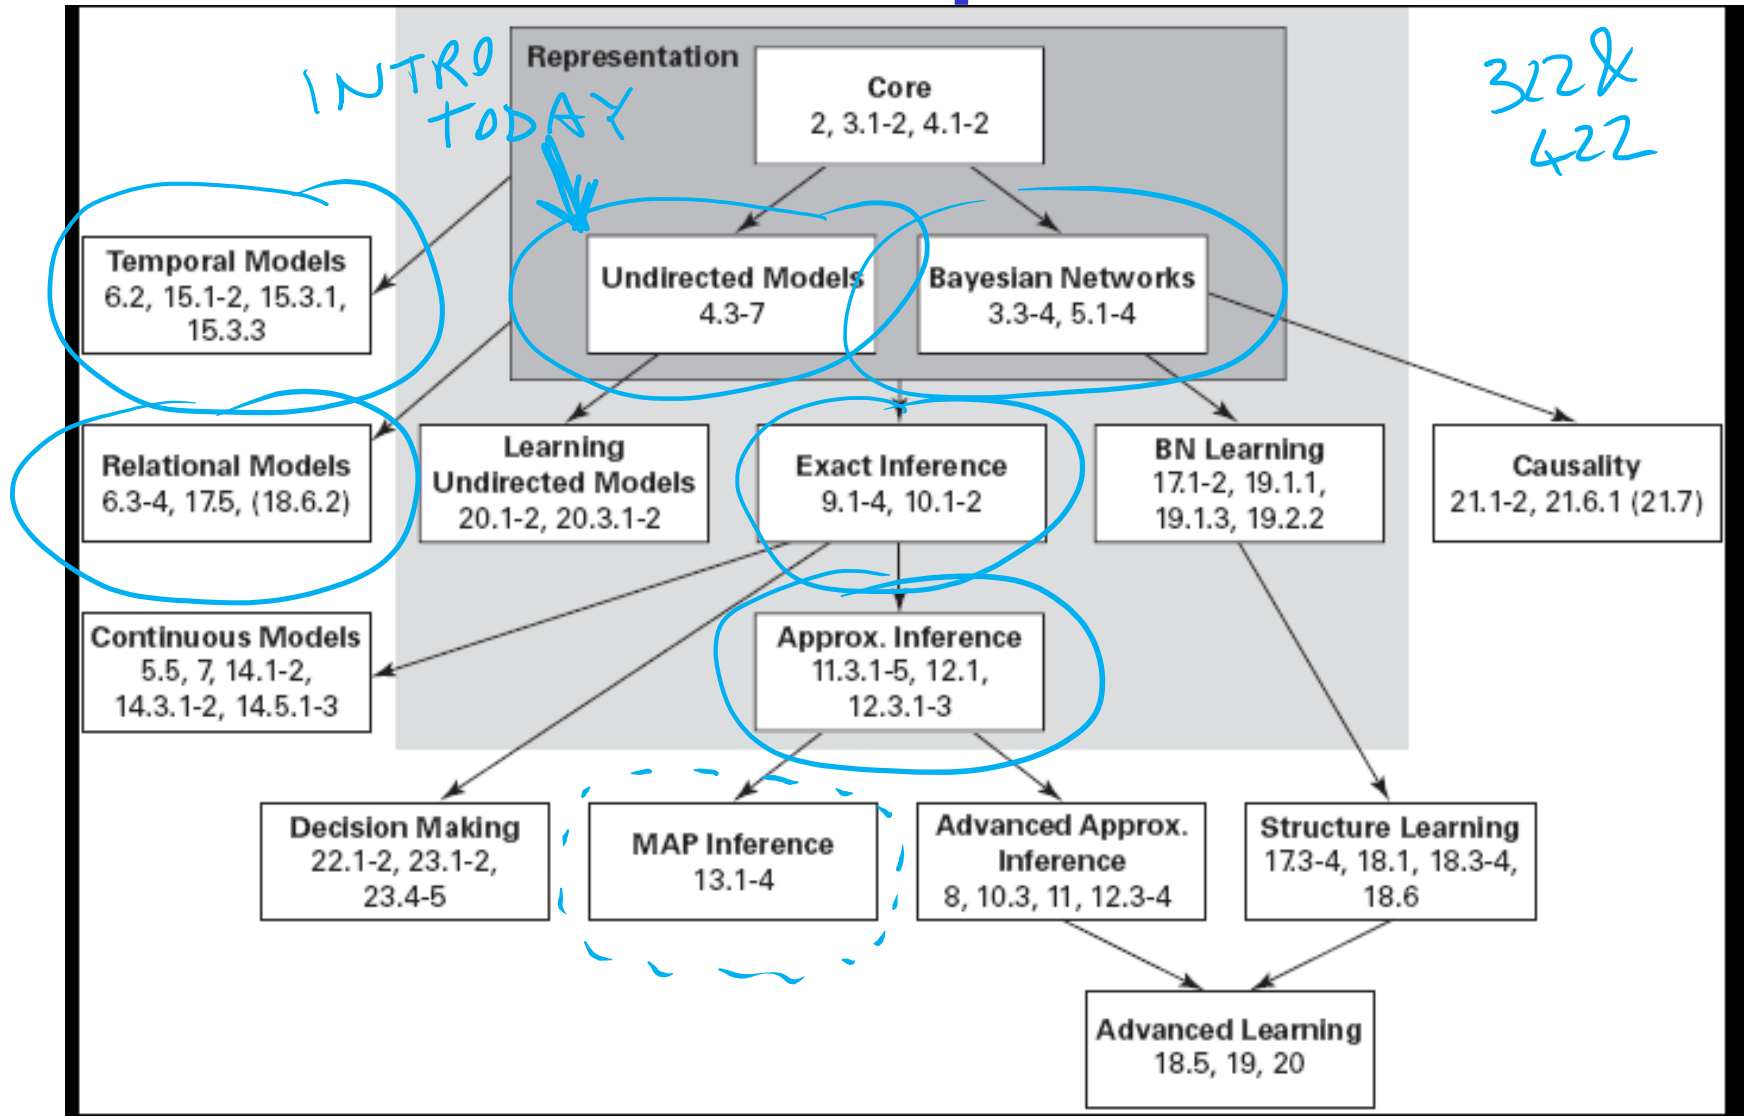 Representation
Core
2, 3.1-2, 4.1-2
INTRO
TODAY
322 &
422
Temporal Models
6.2, 15.1-2, 15.3.1,
15.3.3
Undirected Models
4.3-7
Bayesian Networks
3.3-4, 5.1-4
Relational Models
6.3-4, 17.5, (18.6.2)
Learning
Undirected Models
20.1-2, 20.3.1-2
Exact Inference
9.1-4, 10.1-2
BN Learning
17.1-2, 19.1.1,
19.1.3, 19.2.2
Causality
21.1-2, 21.6.1 (21.7)
Continuous Models
5.5, 7, 14.1-2,
14.3.1-2, 14.5.1-3
Approx. Inference
11.3.1-5, 12.1,
12.3.1-3
Decision Making
22.1-2, 23.1-2,
23.4-5
MAP Inference
13.1-4
Advanced Approx.
Inference
8, 10.3, 11, 12.3-4
Structure Learning
17.3-4, 18.1, 18.3-4,
18.6
Advanced Learning
18.5, 19, 20